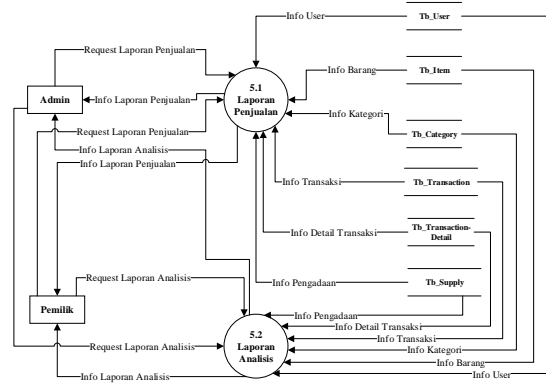 Info User
Tb_User
Request Laporan Penjualan
5.1
Laporan
Penjualan
Info Barang
Tb_Item
Admin
Info Laporan Penjualan
Info Kategori
Request Laporan Penjualan
Tb_Category
Info Laporan Analisis
Info Laporan Penjualan
Info Transaksi
Tb_Transaction
Info Detail Transaksi
Tb_Transaction-
Detail
Request Laporan Analisis
Info Pengadaan
Tb_Supply
Pemilik
Info Pengadaan
5.2
Laporan
Analisis
Info Detail Transaksi
Info Transaksi
Request Laporan Analisis
Info Kategori
Info Barang
Info Laporan Analisis
Info User